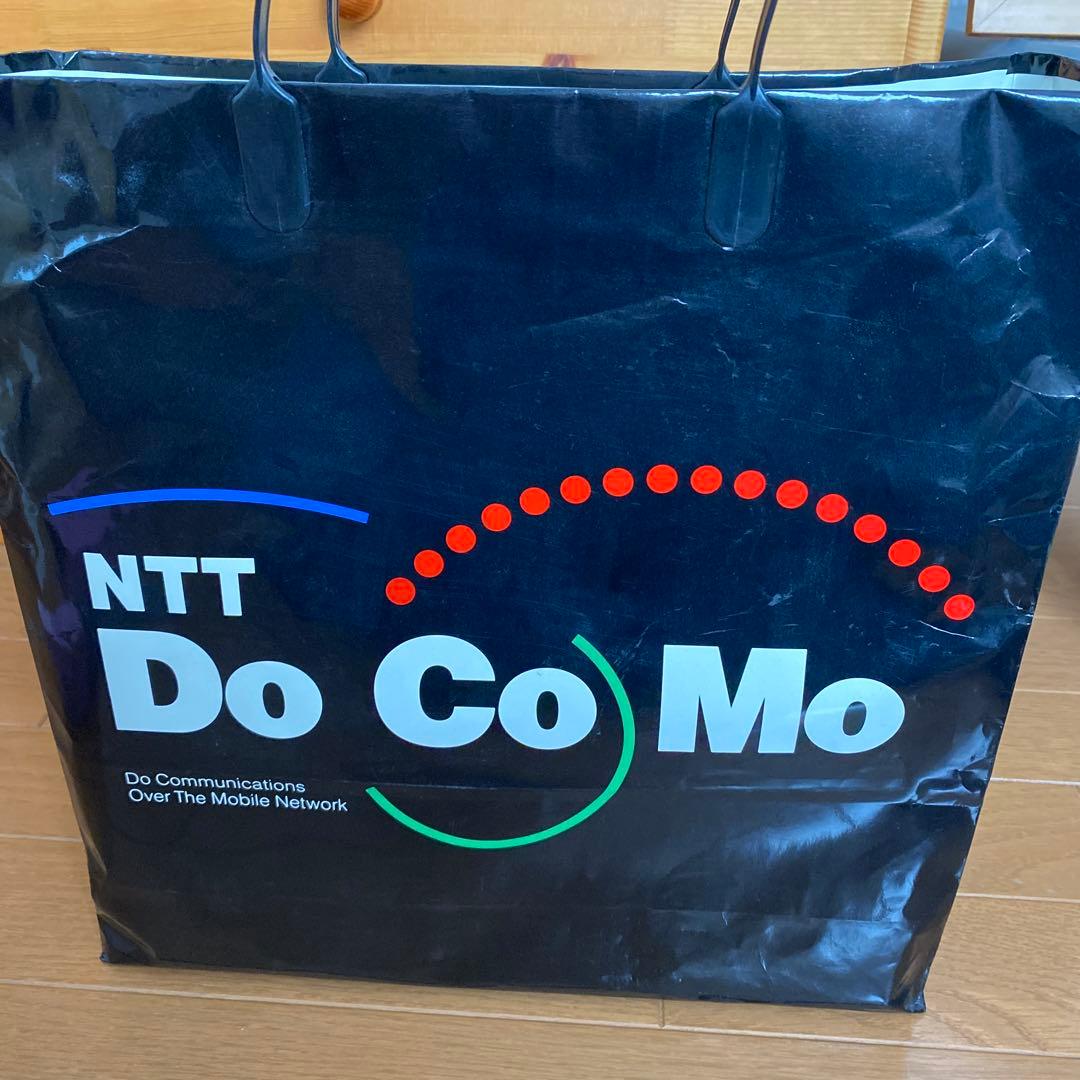 NTT
Do Co Mo
Do Communications
Over The Mobile Network